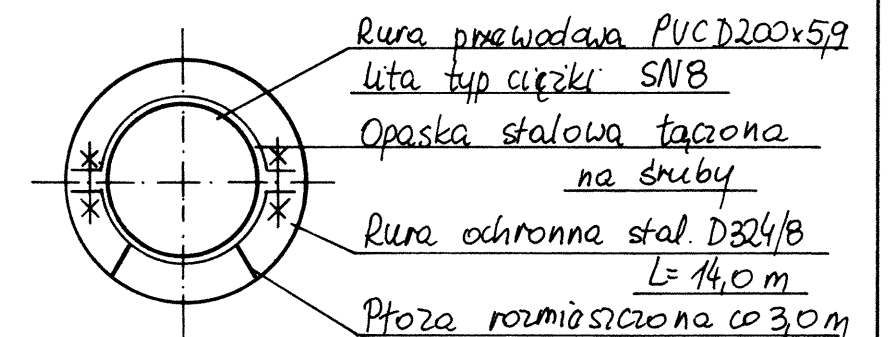 Rura przewodowa PVC D200x5,9
lita typ ciężki SN8
Opaska stalowa łączona
na śruby
Rura ochronna stal. D324/8
L= 14,0 m
Płoza rozmieszczona co 3,0 m